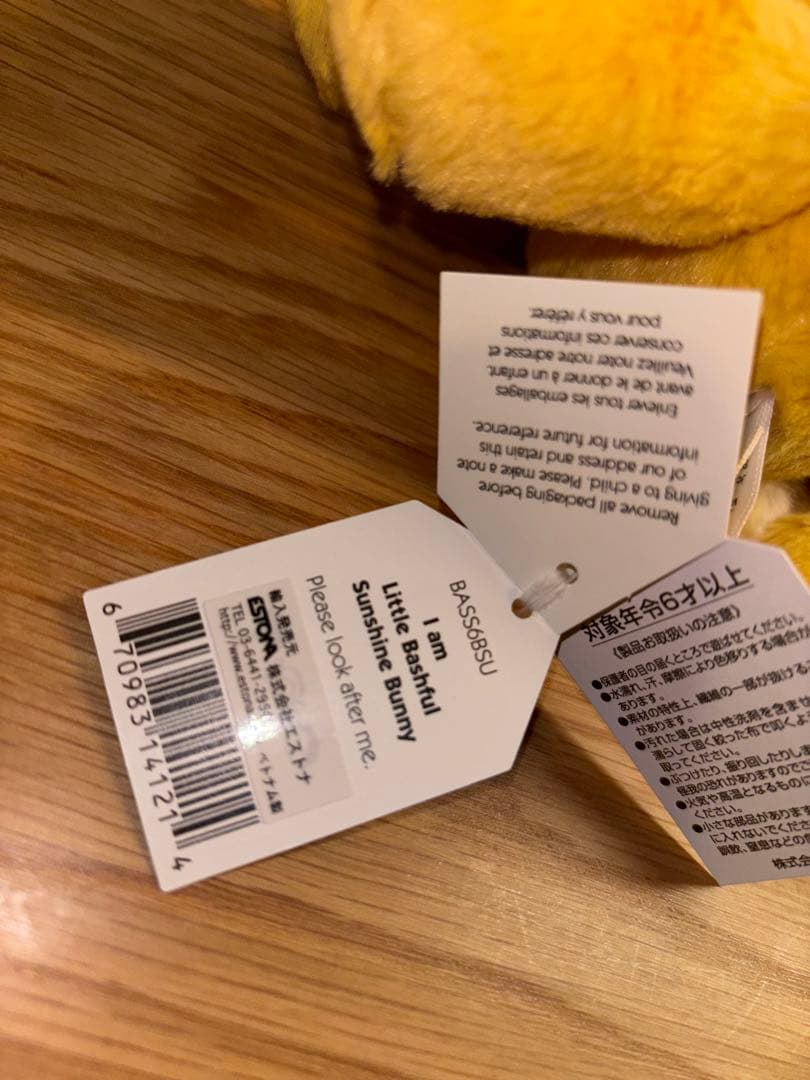 Remove all packaging before
giving to a child. Please make a note
of our address and retain this
information for future reference.
Enlever tous les emballages
avant de le donner à un enfant.
Veuillez noter notre adresse et
conserver ces informations
pour vous y référer.
BASS6BSU
I am
Little Bashful
Sunshine Bunny
Please look after me.
輸入発売元
ESTONA 株式会社エストナ
TEL 03-6441-295
http://www.estona ベトナム製
6 70983 14121 4
対象年令6才以上
《製品お取扱いの注意》
●保護者の目の届くところで遊ばせてください。
●水濡れ、汗、摩擦により色移りする場合が
あります。
●素材の特性上、繊維の一部が抜ける
があります。
●汚れた場合は中性洗剤を含ませ
濡らして固く絞った布で叩くよ
取ってください。
●ぶつけたり、振り回したりしま
怪我の恐れがありますのでご
●火気や高温となるものに
ください。
●小さな部品があります
に入れないでくださ
誤飲、窒息などの危
株式会